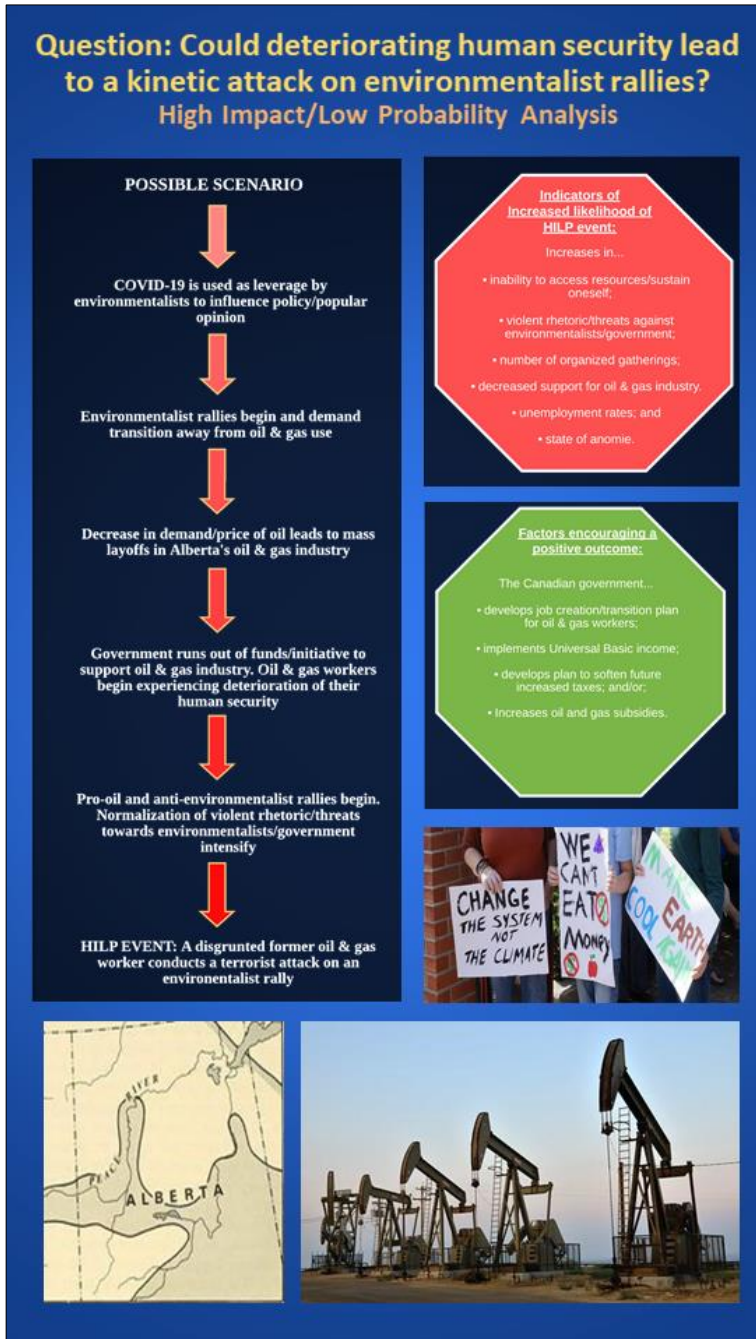 Question: Could deteriorating human security lead
to a kinetic attack on environmentalist rallies?
High Impact/Low Probability Analysis
POSSIBLE SCENARIO
COVID-19 is used as leverage by
environmentalists to influence policy/popular
opinion
Environmentalist rallies begin and demand
transition away from oil & gas use
Decrease in demand/price of oil leads to mass
layoffs in Alberta's oil & gas industry
Government runs out of funds/initiative to
support oil & gas industry. Oil & gas workers
begin experiencing deterioration of their
human security
Pro-oil and anti-environmentalist rallies begin.
Normalization of violent rhetoric/threats
towards environmentalists/government
intensify
HILP EVENT: A disgrunted former oil & gas
worker conducts a terrorist attack on an
environentalist rally
Indicators of
Increased likelihood of
HILP event:
Increases in...
• inability to access resources/sustain
oneself;
• violent rhetoric/threats against
environmentalists/government;
• number of organized gatherings;
• decreased support for oil & gas industry.
• unemployment rates; and
• state of anomie.
Factors encouraging a
positive outcome:
The Canadian government...
• develops job creation/transition plan
for oil & gas workers;
• implements Universal Basic income;
• develops plan to soften future
increased taxes; and/or;
• Increases oil and gas subsidies.
CHANGE
THE SYSTEM
NOT
THE CLIMATE
WE
CAN'T
EAT
MONEY
MAKE
EARTH
COOL
AGAIN
PEACE
RIVER
ALBERTA